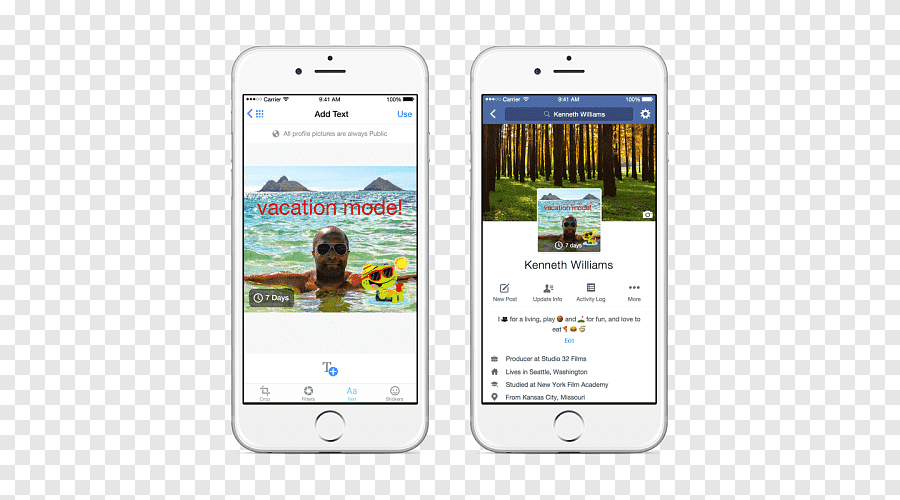 Carrier 9:41 AM 100%
Add Text Use
All profile pictures are always Public
vacation mode!
7 Days
T
Crop Filters Aa Text Stickers
Carrier 9:41 AM 100%
Kenneth Williams
vacation mode!
7 days
Kenneth Williams
New Post Update Info Activity Log More
I for a living, play and for fun, and love to
eat
Edit
Producer at Studio 32 Films
Lives in Seattle, Washington
Studied at New York Film Academy
From Kansas City, Missouri